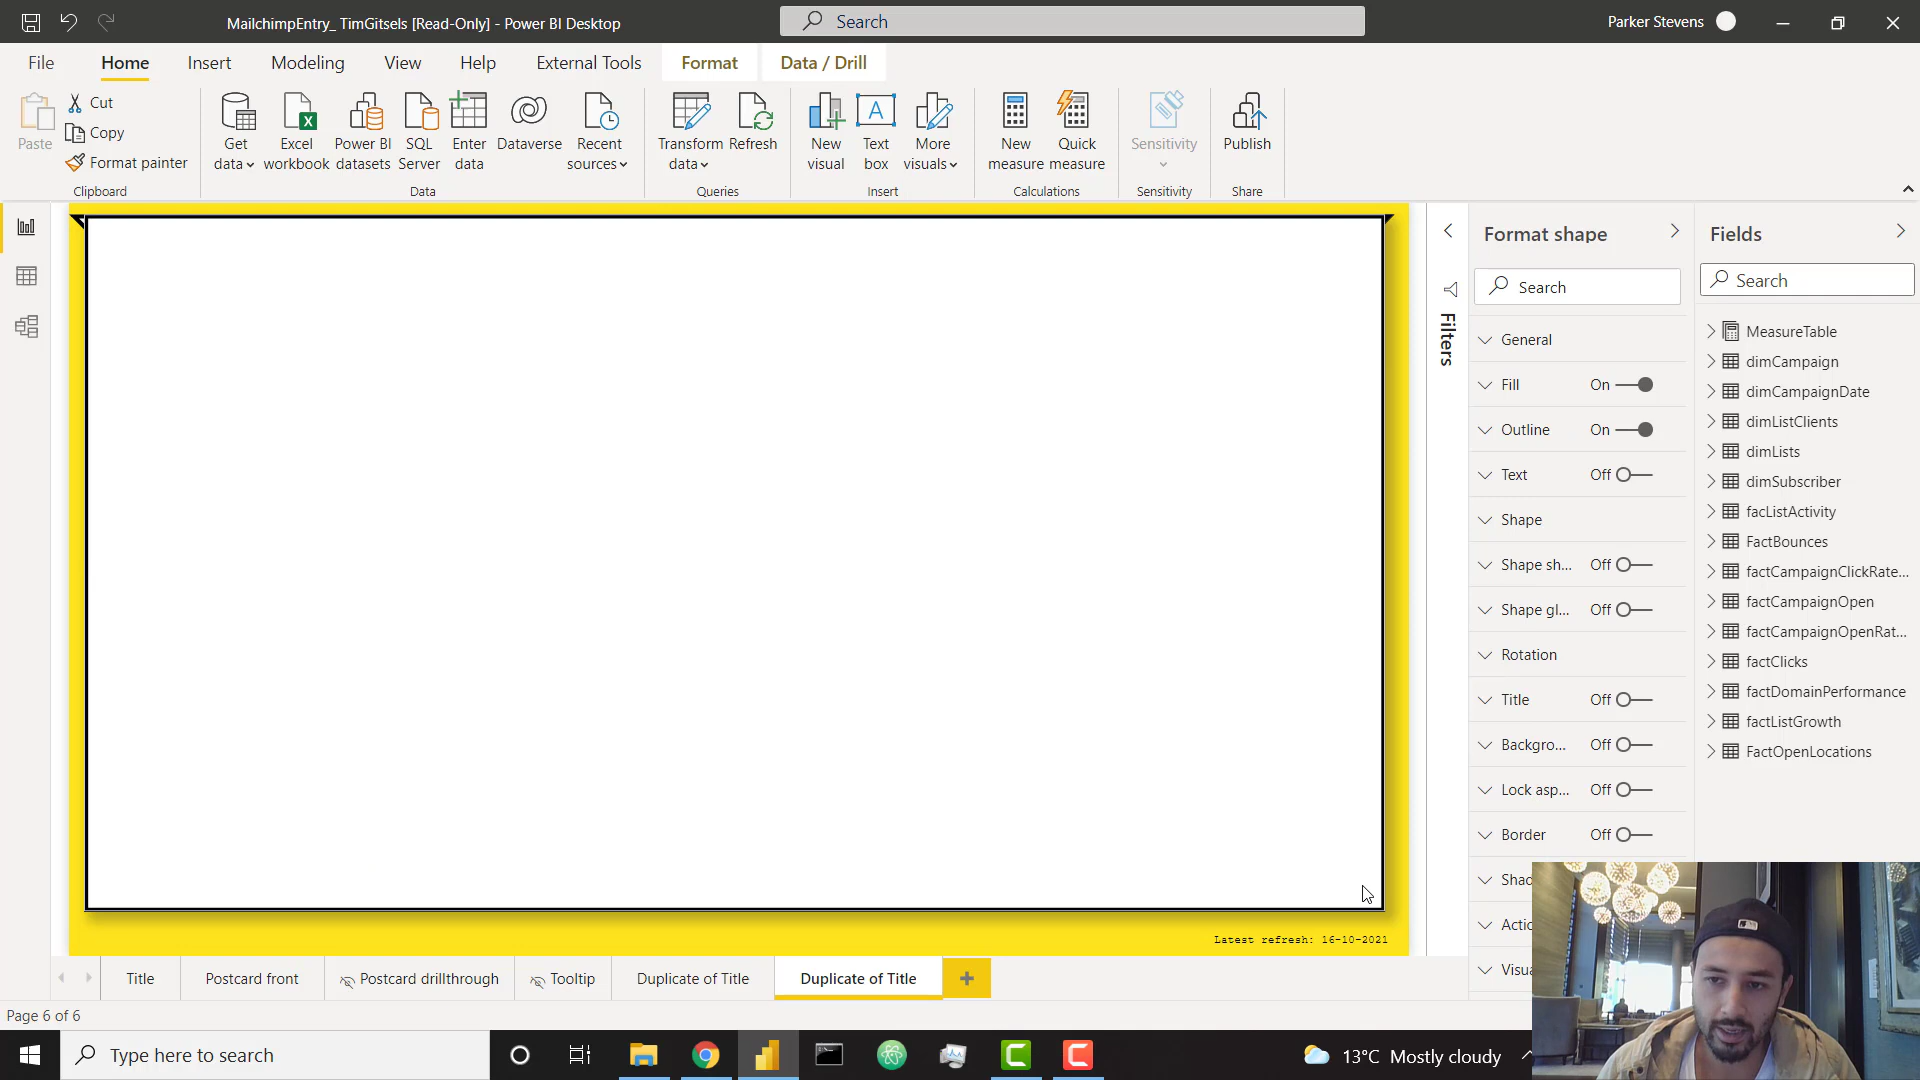 MailchimpEntry_ TimGitsels [Read-Only] - Power BI Desktop
Search
Parker Stevens
File Home Insert Modeling View Help External Tools Format Data / Drill
Paste
Cut
Copy
Format painter
Clipboard
Get data
Excel workbook
Power BI datasets
SQL Server
Enter data
Dataverse
Recent sources
Data
Transform data
Refresh
Queries
New visual
Text box
More visuals
Insert
New measure
Quick measure
Calculations
Sensitivity
Sensitivity
Publish
Share
Latest refresh: 16-10-2021
Filters
Format shape
Search
General
Fill On
Outline On
Text Off
Shape
Shape sh... Off
Shape gl... Off
Rotation
Title Off
Backgro... Off
Lock asp... Off
Border Off
Fields
Search
MeasureTable
dimCampaign
dimCampaignDate
dimListClients
dimLists
dimSubscriber
facListActivity
FactBounces
factCampaignClickRate...
factCampaignOpen
factCampaignOpenRat...
factClicks
factDomainPerformance
factListGrowth
FactOpenLocations
Title Postcard front Postcard drillthrough Tooltip Duplicate of Title Duplicate of Title
Page 6 of 6
Type here to search
13°C Mostly cloudy